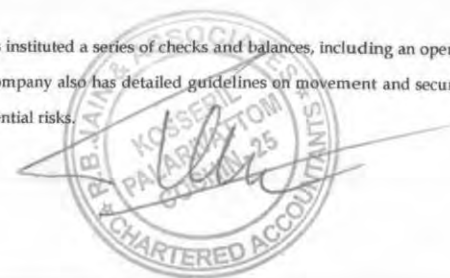 s instituted a series of checks and balances, including an oper
ompany also has detailed guidelines on movement and secur
ential risks.
R.B. JAIN & ASSOCIATES
KOSSERIL
PALARIVATTOM
COCHIN - 25
CHARTERED ACCOUNTANTS